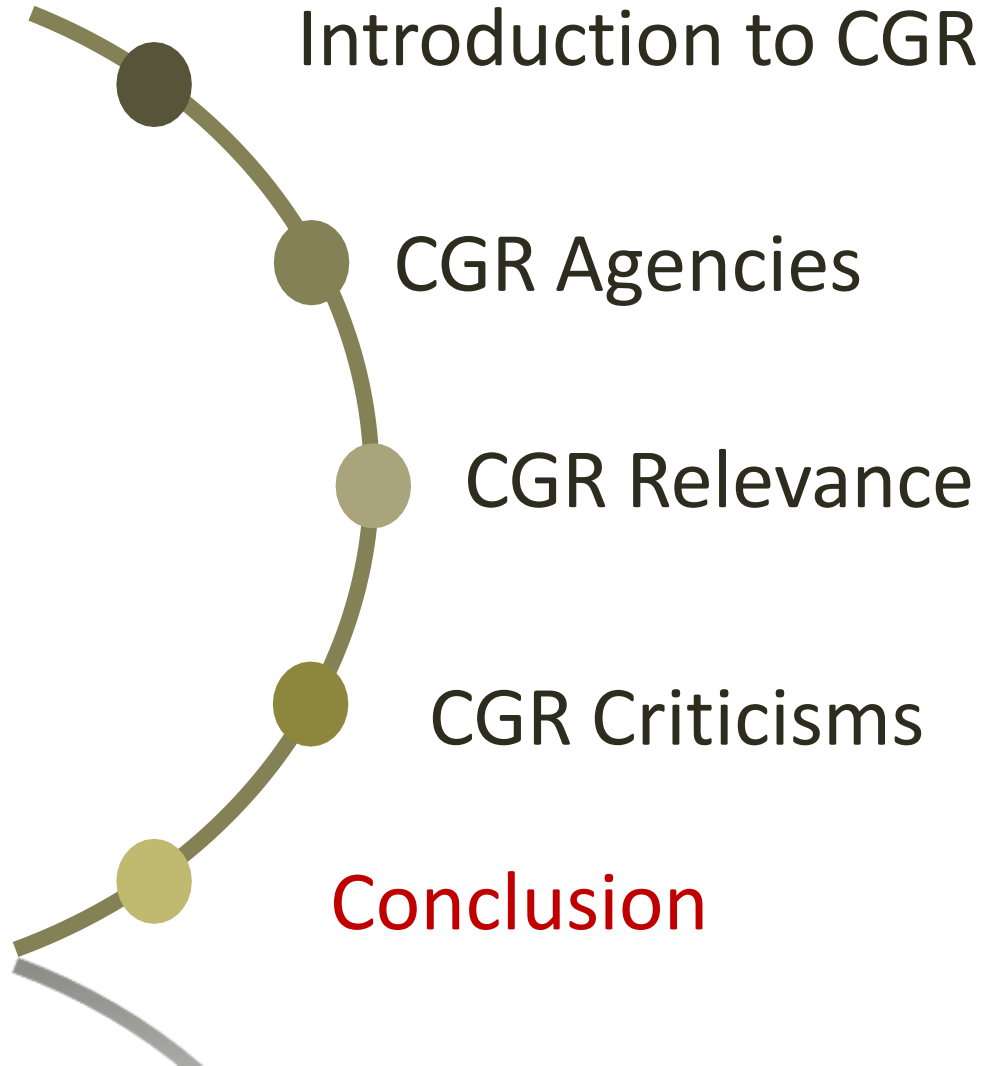 Introduction to CGR
CGR Agencies
CGR Relevance
CGR Criticisms
Conclusion